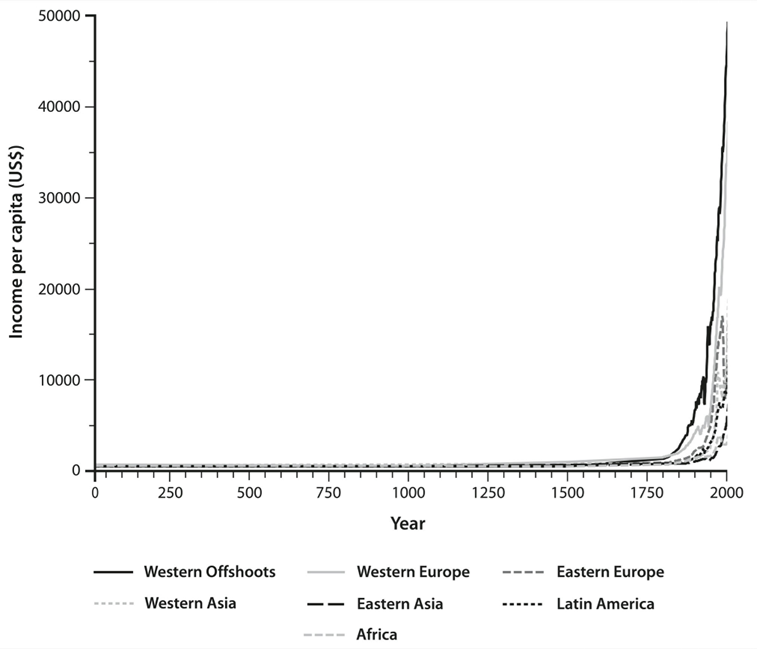 50000
40000
30000
20000
10000
0
Income per capita (US$)
0 250 500 750 1000 1250 1500 1750 2000
Year
Western Offshoots Western Europe Eastern Europe
Western Asia Eastern Asia Latin America
Africa